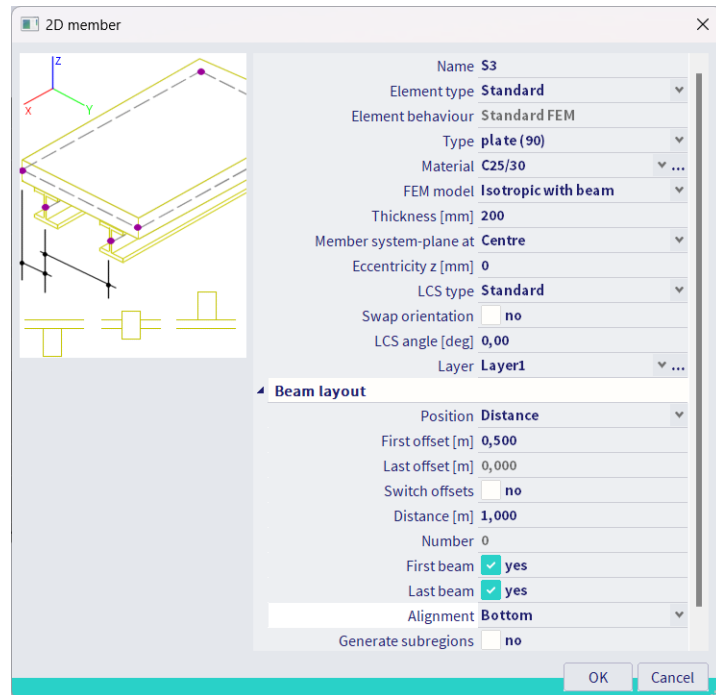 2D member
Z
X
Y
Name S3
Element type Standard
Element behaviour Standard FEM
Type plate (90)
Material C25/30 ...
FEM model Isotropic with beam
Thickness [mm] 200
Member system-plane at Centre
Eccentricity z [mm] 0
LCS type Standard
Swap orientation no
LCS angle [deg] 0,00
Layer Layer1 ...
Beam layout
Position Distance
First offset [m] 0,500
Last offset [m] 0,000
Switch offsets no
Distance [m] 1,000
Number 0
First beam yes
Last beam yes
Alignment Bottom
Generate subregions no
OK Cancel